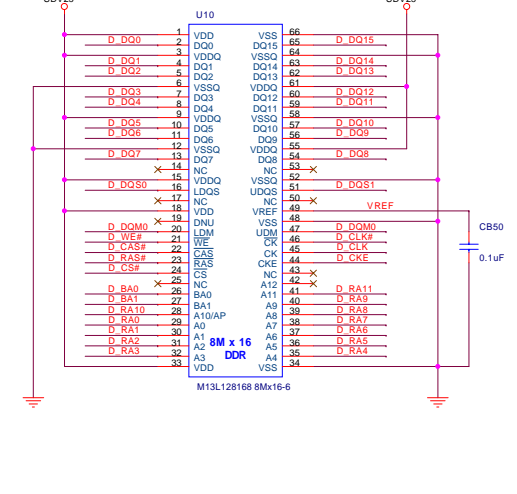 U10
1 VDD VSS 66
D_DQ0 2 DQ0 DQ15 65 D_DQ15
3 VDDQ VSSQ 64
D_DQ1 4 DQ1 DQ14 63 D_DQ14
D_DQ2 5 DQ2 DQ13 62 D_DQ13
6 VSSQ VDDQ 61
D_DQ3 7 DQ3 DQ12 60 D_DQ12
D_DQ4 8 DQ4 DQ11 59 D_DQ11
9 VDDQ VSSQ 58
D_DQ5 10 DQ5 DQ10 57 D_DQ10
D_DQ6 11 DQ6 DQ9 56 D_DQ9
12 VSSQ VDDQ 55
D_DQ7 13 DQ7 DQ8 54 D_DQ8
14 NC NC 53
15 VDDQ VSSQ 52
D_DQS0 16 LDQS UDQS 51 D_DQS1
17 NC NC 50
18 VDD VREF 49 VREF
19 DNU VSS 48
D_DQM0 20 LDM UDM 47 D_DQM0
D_WE# 21 WE CK 46 D_CLK#
D_CAS# 22 CAS CK 45 D_CLK
D_RAS# 23 RAS CKE 44 D_CKE
D_CS# 24 CS NC 43
25 NC A12 42
D_BA0 26 BA0 A11 41 D_RA11
D_BA1 27 BA1 A9 40 D_RA9
D_RA10 28 A10/AP A8 39 D_RA8
D_RA0 29 A0 A7 38 D_RA7
D_RA1 30 A1 A6 37 D_RA6
D_RA2 31 A2 A5 36 D_RA5
D_RA3 32 A3 A4 35 D_RA4
33 VDD VSS 34
8M x 16
DDR
M13L128168 8Mx16-6
CB50
0.1uF